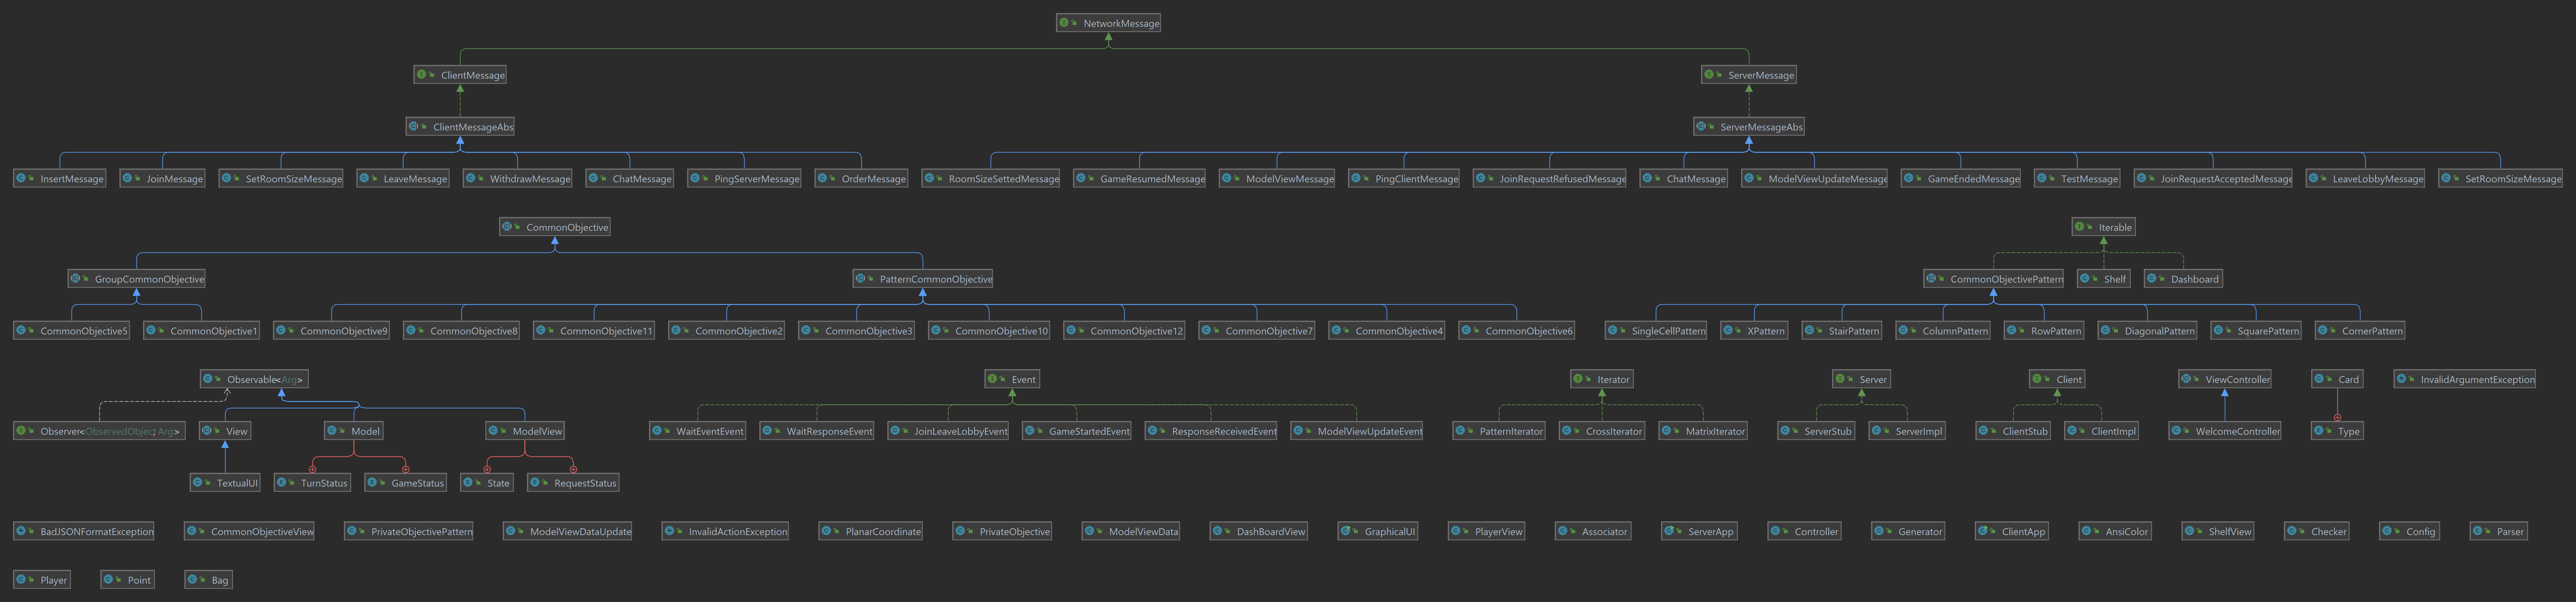 NetworkMessage
ClientMessage
ServerMessage
ClientMessageAbs
ServerMessageAbs
InsertMessage
JoinMessage
SetRoomSizeMessage
LeaveMessage
WithdrawMessage
ChatMessage
PingServerMessage
OrderMessage
RoomSizeSettedMessage
GameResumedMessage
ModelViewMessage
PingClientMessage
JoinRequestRefusedMessage
ChatMessage
ModelViewUpdateMessage
GameEndedMessage
TestMessage
JoinRequestAcceptedMessage
LeaveLobbyMessage
SetRoomSizeMessage
CommonObjective
Iterable
GroupCommonObjective
PatternCommonObjective
CommonObjectivePattern
Shelf
Dashboard
CommonObjective5
CommonObjective1
CommonObjective9
CommonObjective8
CommonObjective11
CommonObjective2
CommonObjective3
CommonObjective10
CommonObjective12
CommonObjective7
CommonObjective4
CommonObjective6
SingleCellPattern
XPattern
StairPattern
ColumnPattern
RowPattern
DiagonalPattern
SquarePattern
CornerPattern
Observable<Arg>
Event
Iterator
Server
Client
ViewController
Card
InvalidArgumentException
Observer<ObservedObject, Arg>
View
Model
ModelView
WaitEventEvent
WaitResponseEvent
JoinLeaveLobbyEvent
GameStartedEvent
ResponseReceivedEvent
ModelViewUpdateEvent
PatternIterator
CrossIterator
MatrixIterator
ServerStub
ServerImpl
ClientStub
ClientImpl
WelcomeController
Type
TextualUI
TurnStatus
GameStatus
State
RequestStatus
BadJSONFormatException
CommonObjectiveView
PrivateObjectivePattern
ModelViewDataUpdate
InvalidActionException
PlanarCoordinate
PrivateObjective
ModelViewData
DashBoardView
GraphicalUI
PlayerView
Associator
ServerApp
Controller
Generator
ClientApp
AnsiColor
ShelfView
Checker
Config
Parser
Player
Point
Bag